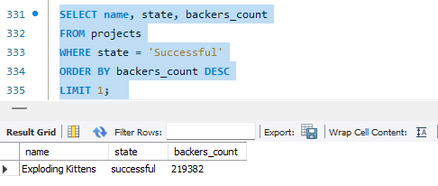 331 SELECT name, state, backers_count
332 FROM projects
333 WHERE state = 'Successful'
334 ORDER BY backers_count DESC
335 LIMIT 1;
Result Grid Filter Rows: Export: Wrap Cell Content: IA
name state backers_count
Exploding Kittens successful 219382